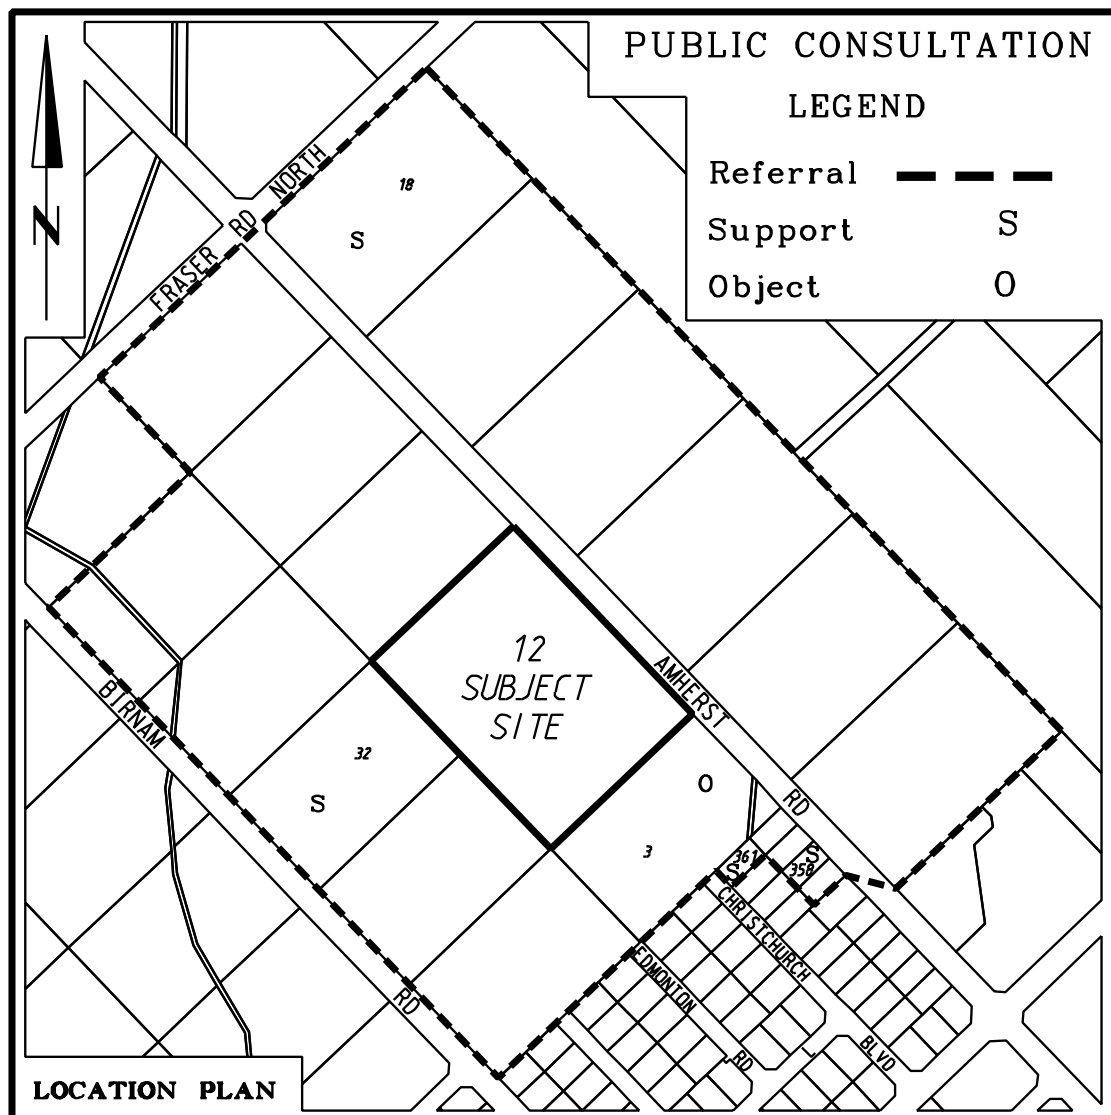 PUBLIC CONSULTATION
LEGEND
Referral
Support S
Object O
N
NORTH
FRASER RD
18
S
12
SUBJECT
SITE
AMHERST RD
BIRNAM RD
32
S
O
3
361
S
S
CHRISTCHURCH BLVD
EDMONTON RD
LOCATION PLAN